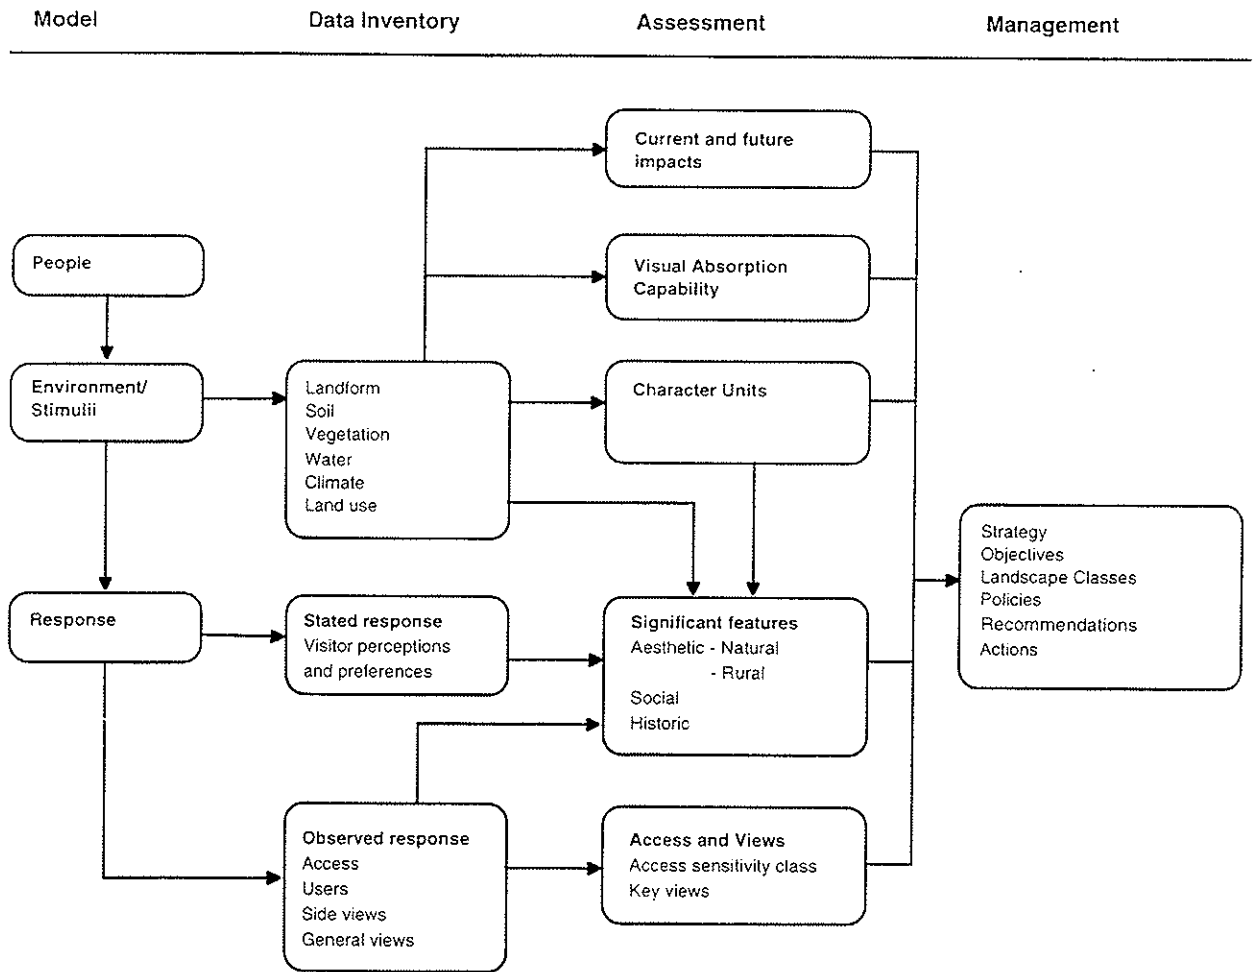 Model
Data Inventory
Assessment
Management
Current and future
impacts
People
Visual Absorption
Capability
Environment/
Stimulii
Landform
Soil
Vegetation
Water
Climate
Land use
Character Units
Strategy
Objectives
Landscape Classes
Policies
Recommendations
Actions
Response
Stated response
Visitor perceptions
and preferences
Significant features
Aesthetic - Natural
- Rural
Social
Historic
Observed response
Access
Users
Side views
General views
Access and Views
Access sensitivity class
Key views